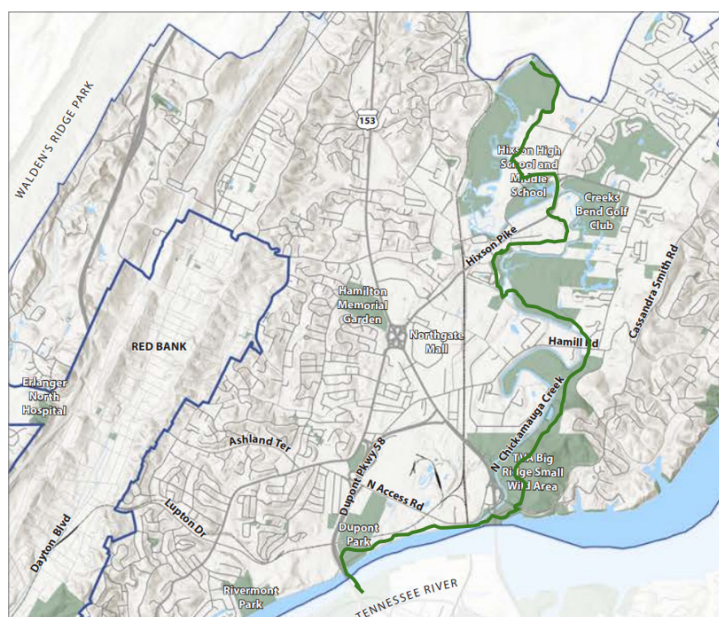 WALDEN'S RIDGE PARK
153
Hixson High
School and
Middle
School
Creeks
Bend Golf
Club
Hixson Pike
Cassandra Smith Rd
Hamilton
Memorial
Garden
Northgate
Mall
Hamill Rd
RED BANK
Erlanger
North
Hospital
N Chickamauga Creek
Ashland Ter
Dupont Pkwy 58
TVA Big
Ridge Small
Wild Area
N Access Rd
Lupton Dr
Dupont
Park
Dayton Blvd
Rivermont
Park
TENNESSEE RIVER